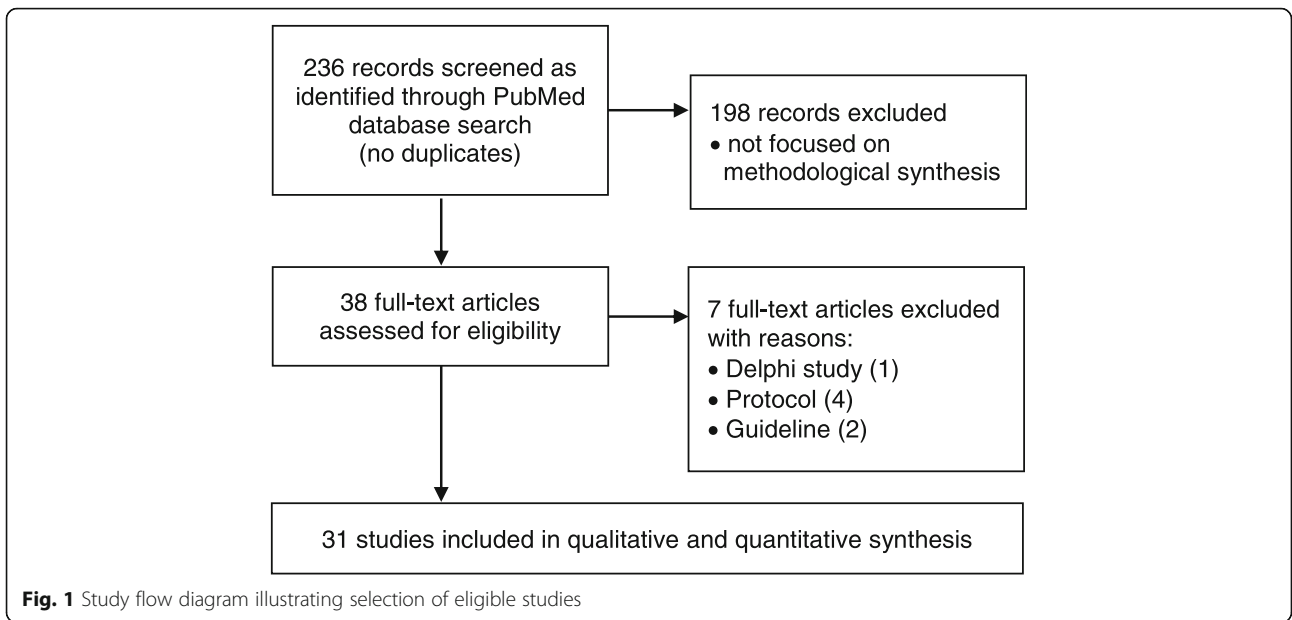 236 records screened as
identified through PubMed
database search
(no duplicates)
198 records excluded
• not focused on
methodological synthesis
38 full-text articles
assessed for eligibility
7 full-text articles excluded
with reasons:
• Delphi study (1)
• Protocol (4)
• Guideline (2)
31 studies included in qualitative and quantitative synthesis
Fig. 1 Study flow diagram illustrating selection of eligible studies